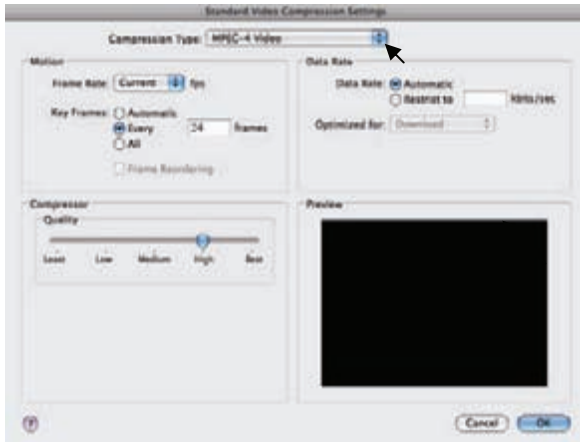 Standard Video Compression Settings
Compression Type: MPEG-4 Video
Motion
Frame Rate: Current fps
Key Frames: Automatic
Every 24 frames
All
Frame Reordering
Data Rate
Data Rate: Automatic
Restrict to kbits/sec
Optimized for: Download
Compressor
Quality
Least Low Medium High Best
Preview
?
Cancel OK